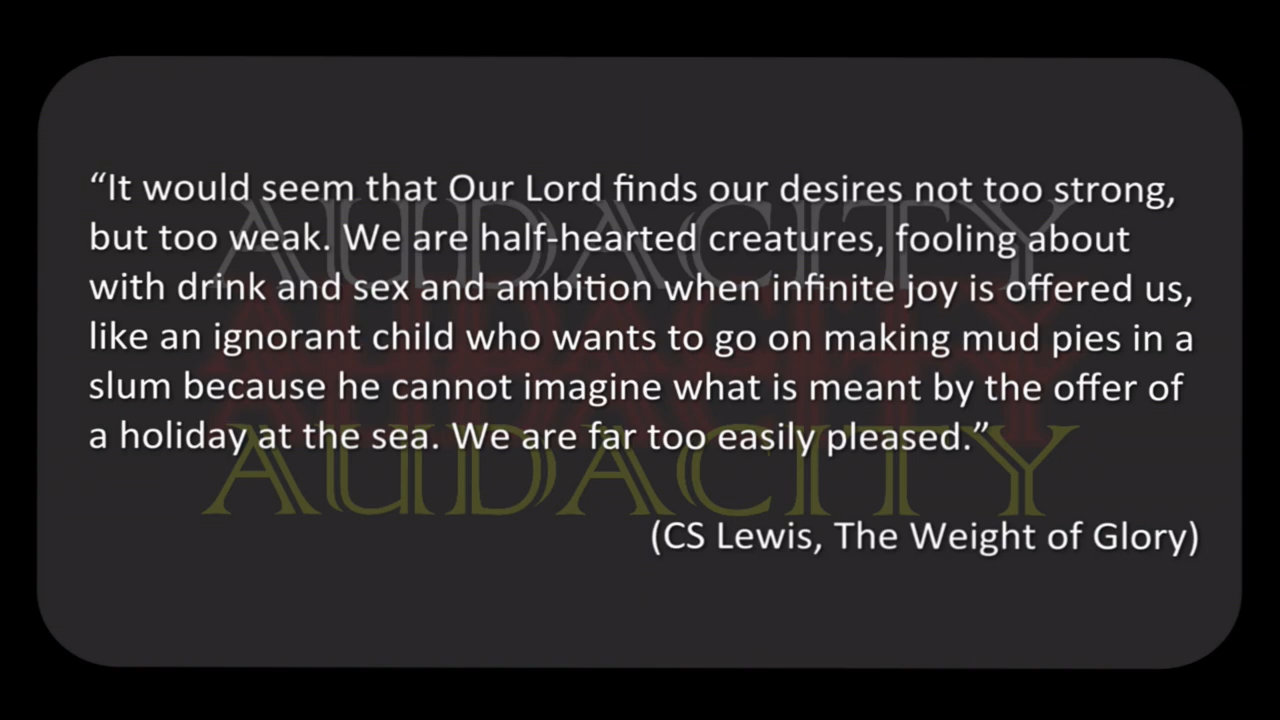 “It would seem that Our Lord finds our desires not too strong,
but too weak. We are half-hearted creatures, fooling about
with drink and sex and ambition when infinite joy is offered us,
like an ignorant child who wants to go on making mud pies in a
slum because he cannot imagine what is meant by the offer of
a holiday at the sea. We are far too easily pleased.”
(CS Lewis, The Weight of Glory)
AUDACITY
AUDACITY
AUDACITY
AUDACITY